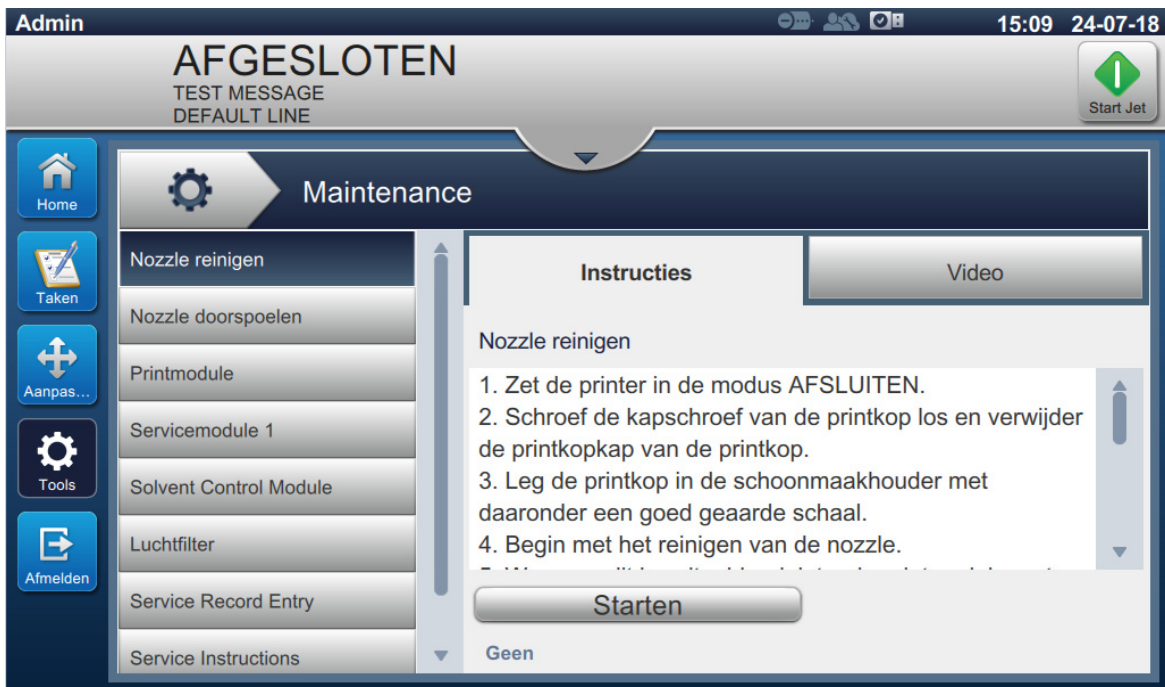 Admin
15:09 24-07-18
AFGESLOTEN
TEST MESSAGE
DEFAULT LINE
Start Jet
Home
Taken
Aanpas...
Tools
Afmelden
Maintenance
Nozzle reinigen
Nozzle doorspoelen
Printmodule
Servicemodule 1
Solvent Control Module
Luchtfilter
Service Record Entry
Service Instructions
Instructies
Video
Nozzle reinigen
1. Zet de printer in de modus AFSLUITEN.
2. Schroef de kapschroef van de printkop los en verwijder
de printkopkap van de printkop.
3. Leg de printkop in de schoonmaakhouder met
daaronder een goed geaarde schaal.
4. Begin met het reinigen van de nozzle.
Starten
Geen